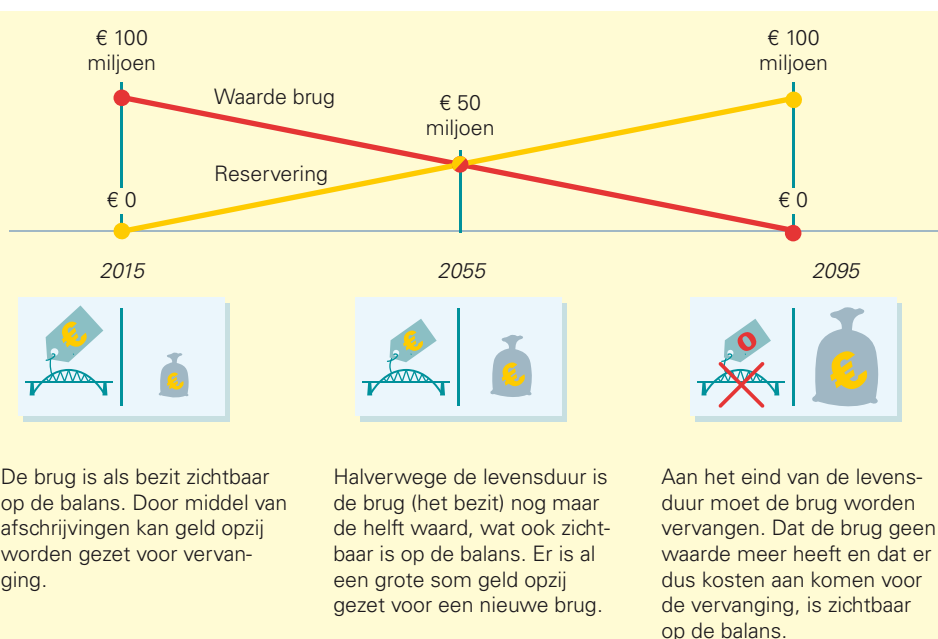 € 100
miljoen
€ 100
miljoen
Waarde brug
€ 50
miljoen
Reservering
€ 0
€ 0
2015
2055
2095
€
€
€
€
0
€
De brug is als bezit zichtbaar
op de balans. Door middel van
afschrijvingen kan geld opzij
worden gezet voor vervan-
ging.
Halverwege de levensduur is
de brug (het bezit) nog maar
de helft waard, wat ook zicht-
baar is op de balans. Er is al
een grote som geld opzij
gezet voor een nieuwe brug.
Aan het eind van de levens-
duur moet de brug worden
vervangen. Dat de brug geen
waarde meer heeft en dat er
dus kosten aan komen voor
de vervanging, is zichtbaar
op de balans.